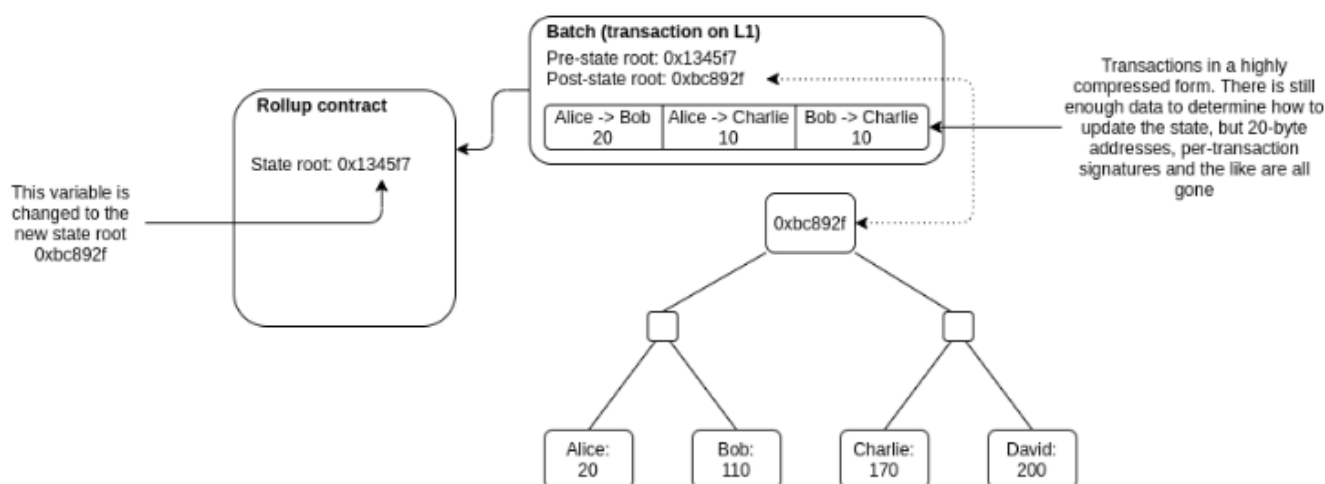 Batch (transaction on L1)
Pre-state root: 0x1345f7
Post-state root: 0xbc892f
Alice -> Bob
20
Alice -> Charlie
10
Bob -> Charlie
10
Transactions in a highly
compressed form. There is still
enough data to determine how to
update the state, but 20-byte
addresses, per-transaction
signatures and the like are all
gone
Rollup contract
State root: 0x1345f7
This variable is
changed to the
new state root
0xbc892f
0xbc892f
Alice:
20
Bob:
110
Charlie:
170
David:
200